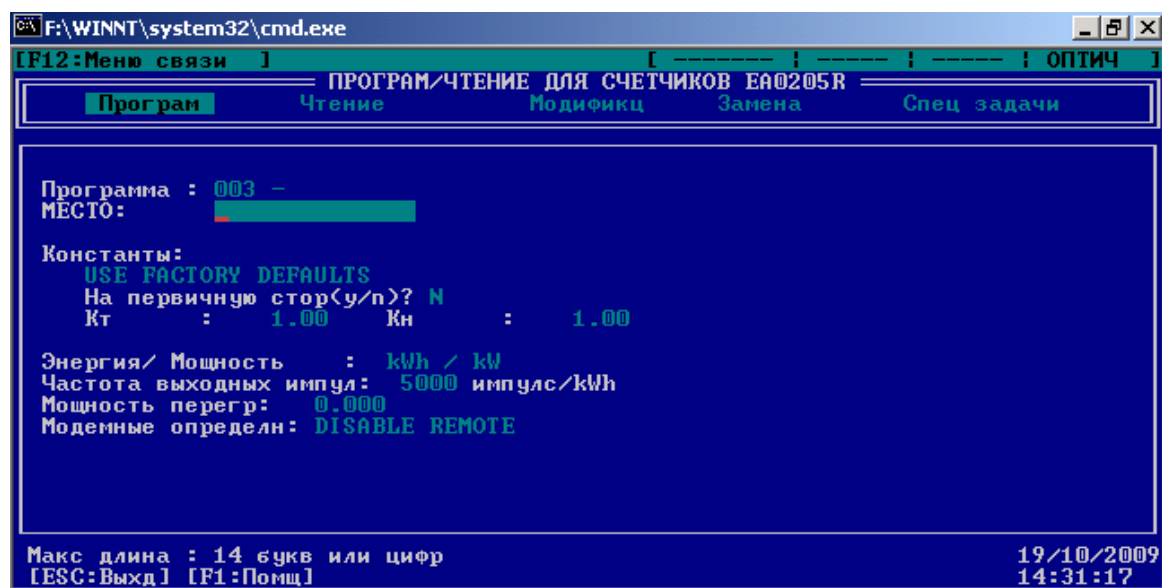 F:\WINNT\system32\cmd.exe
[F12:Меню связи ] [ ------- ¦ ----- ¦ ----- ¦ ОПТИЧ ]
ПРОГРАМ/ЧТЕНИЕ ДЛЯ СЧЕТЧИКОВ EA0205R
Програм Чтение Модификц Замена Спец задачи
Программа : 003 -
МЕСТО:
Константы:
USE FACTORY DEFAULTS
На первичную стор(y/n)? N
Кт : 1.00 Кн : 1.00
Энергия/ Мощность : kWh / kW
Частота выходных импул: 5000 импулс/kWh
Мощность перегр: 0.000
Модемные определн: DISABLE REMOTE
Макс длина : 14 букв или цифр 19/10/2009
[ESC:Выхд] [F1:Помщ] 14:31:17